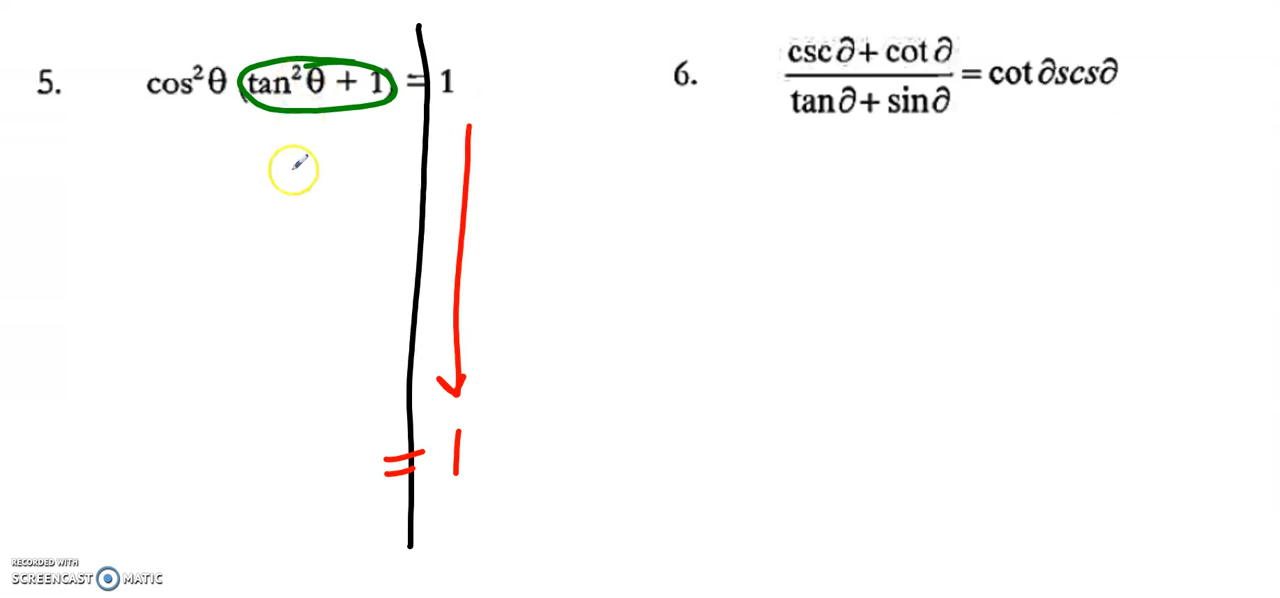 5. cos²θ (tan²θ + 1) = 1
= 1
6. csc∂ + cot∂
tan∂ + sin∂
= cot∂scs∂
RECORDED WITH
SCREENCAST MATIC